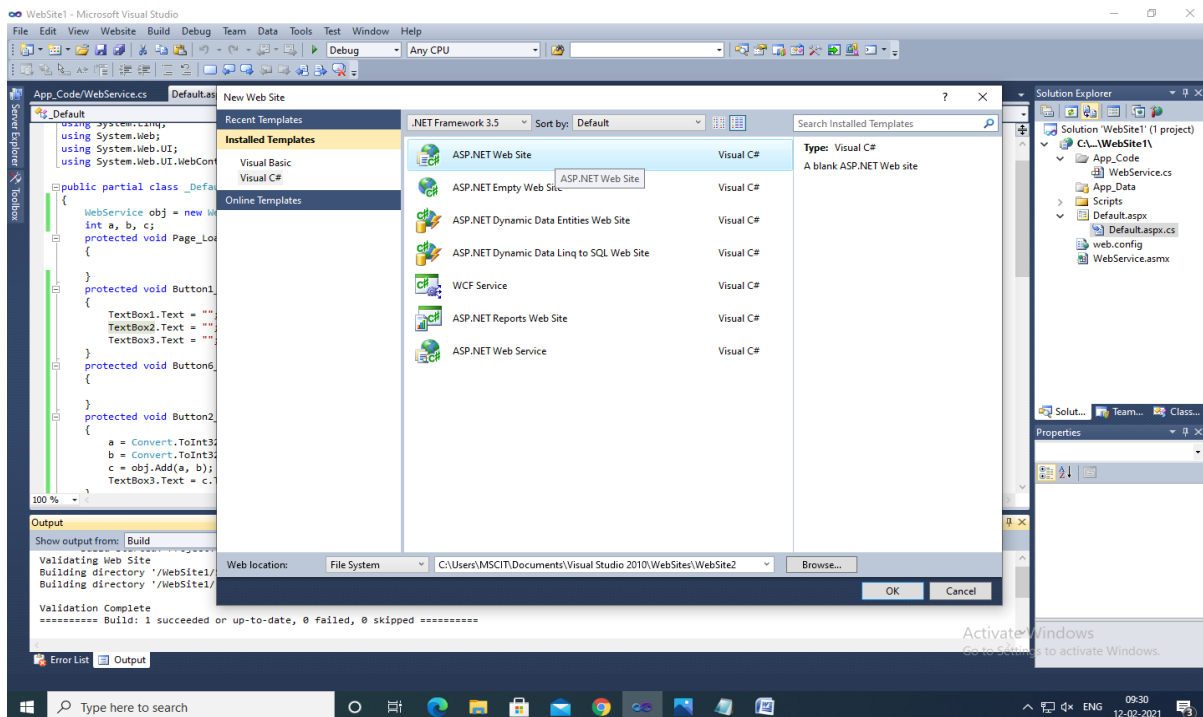 WebSite1 - Microsoft Visual Studio
File Edit View Website Build Debug Team Data Tools Test Window Help
Debug Any CPU
App_Code/WebService.cs Default.as
_Default
using System.Linq;
using System.Web;
using System.Web.UI;
using System.Web.UI.WebCont
public partial class _Defau
{
WebService obj = new We
int a, b, c;
protected void Page_Loa
{
}
protected void Button1_
{
TextBox1.Text = "";
TextBox2.Text = "";
TextBox3.Text = "";
}
protected void Button6_
{
}
protected void Button2_
{
a = Convert.ToInt32
b = Convert.ToInt32
c = obj.Add(a, b);
TextBox3.Text = c.T
}
100 %
Server Explorer
Toolbox
New Web Site
? 
Recent Templates
Installed Templates
Visual Basic
Visual C#
Online Templates
.NET Framework 3.5 Sort by: Default
Search Installed Templates
ASP.NET Web Site Visual C#
ASP.NET Web Site
ASP.NET Empty Web Site Visual C#
ASP.NET Dynamic Data Entities Web Site Visual C#
ASP.NET Dynamic Data Linq to SQL Web Site Visual C#
WCF Service Visual C#
ASP.NET Reports Web Site Visual C#
ASP.NET Web Service Visual C#
Type: Visual C#
A blank ASP.NET Web site
Web location: File System C:\Users\MSCIT\Documents\Visual Studio 2010\WebSites\WebSite2 Browse...
OK Cancel
Solution Explorer
Solution 'WebSite1' (1 project)
C:\...\WebSite1\
App_Code
WebService.cs
App_Data
Scripts
Default.aspx
Default.aspx.cs
web.config
WebService.asmx
Solut... Team... Class...
Properties
Output
Show output from: Build
Validating Web Site
Building directory '/WebSite1/
Building directory '/WebSite1/
Validation Complete
========== Build: 1 succeeded or up-to-date, 0 failed, 0 skipped ==========
Error List Output
Activate Windows
Go to Settings to activate Windows.
Type here to search
ENG
09:30
12-02-2021
3